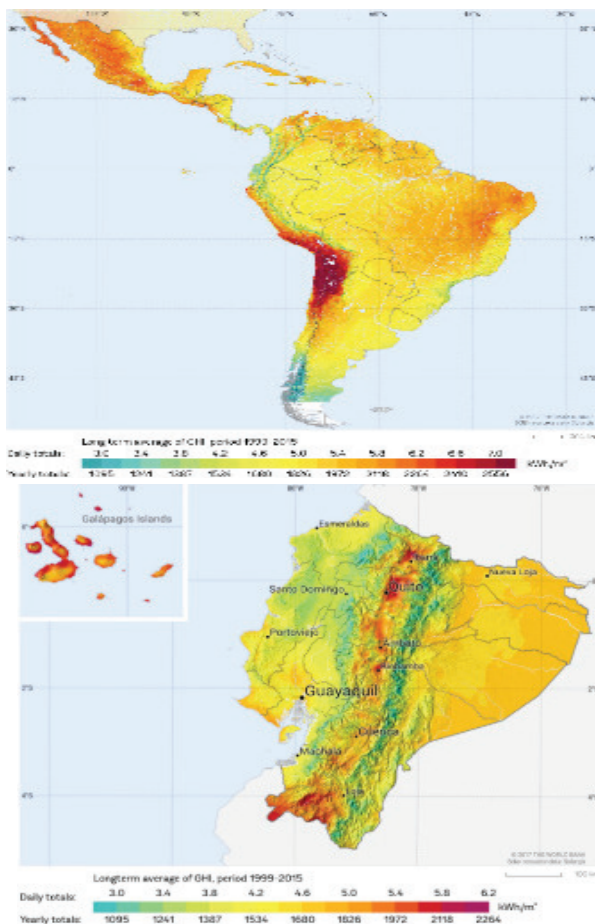 Longterm average of GHI, period 1999-2015
Daily totals: 3.0 3.4 3.8 4.2 4.6 5.0 5.4 5.8 6.2 6.6 7.0
Yearly totals: 1095 1241 1387 1534 1680 1826 1972 2118 2264 2410 2556 kWh/m²
Galápagos Islands
Esmeraldas
Ibarra
Nueva Loja
Santo Domingo
Quito
Portoviejo
Ambato
Riobamba
Guayaquil
Cuenca
Machala
Loja
2°S
4°S
© 2017 THE WORLD BANK
Longterm average of GHI, period 1999-2015
Daily totals: 3.0 3.4 3.8 4.2 4.6 5.0 5.4 5.8 6.2
Yearly totals: 1095 1241 1387 1534 1680 1826 1972 2118 2264 kWh/m²